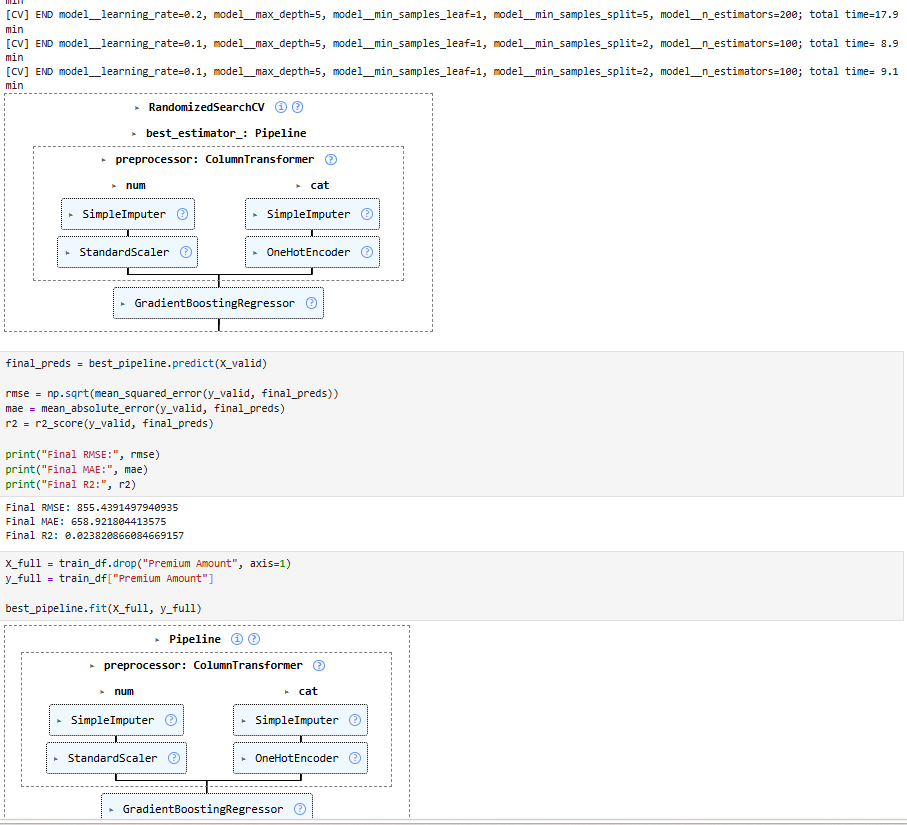 min
[CV] END model__learning_rate=0.2, model__max_depth=5, model__min_samples_leaf=1, model__min_samples_split=5, model__n_estimators=200; total time=17.9
min
[CV] END model__learning_rate=0.1, model__max_depth=5, model__min_samples_leaf=1, model__min_samples_split=2, model__n_estimators=100; total time= 8.9
min
[CV] END model__learning_rate=0.1, model__max_depth=5, model__min_samples_leaf=1, model__min_samples_split=2, model__n_estimators=100; total time= 9.1
min
▸ RandomizedSearchCV i ?
▸ best_estimator_: Pipeline
▸ preprocessor: ColumnTransformer ?
▸ num ▸ cat
▸ SimpleImputer ? ▸ SimpleImputer ?
▸ StandardScaler ? ▸ OneHotEncoder ?
▸ GradientBoostingRegressor ?
final_preds = best_pipeline.predict(X_valid)
rmse = np.sqrt(mean_squared_error(y_valid, final_preds))
mae = mean_absolute_error(y_valid, final_preds)
r2 = r2_score(y_valid, final_preds)
print("Final RMSE:", rmse)
print("Final MAE:", mae)
print("Final R2:", r2)
Final RMSE: 855.4391497940935
Final MAE: 658.921804413575
Final R2: 0.023820866084669157
X_full = train_df.drop("Premium Amount", axis=1)
y_full = train_df["Premium Amount"]
best_pipeline.fit(X_full, y_full)
▸ Pipeline i ?
▸ preprocessor: ColumnTransformer ?
▸ num ▸ cat
▸ SimpleImputer ? ▸ SimpleImputer ?
▸ StandardScaler ? ▸ OneHotEncoder ?
▸ GradientBoostingRegressor ?